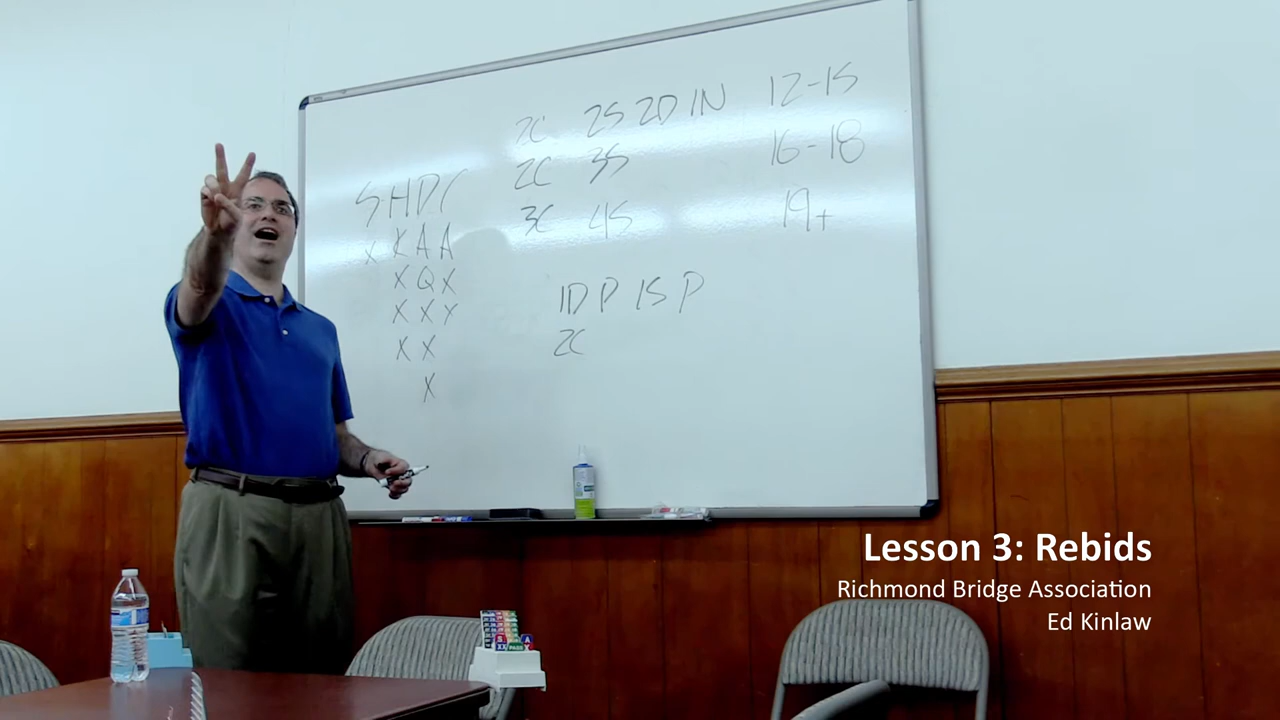 2C 2S 2D 1N 12-15
2C 3S 16-18
3C 4S 19+
S H D C
X K A A
X Q X
X X Y
X X
X
1D P 1S P
2C
Lesson 3: Rebids
Richmond Bridge Association
Ed Kinlaw